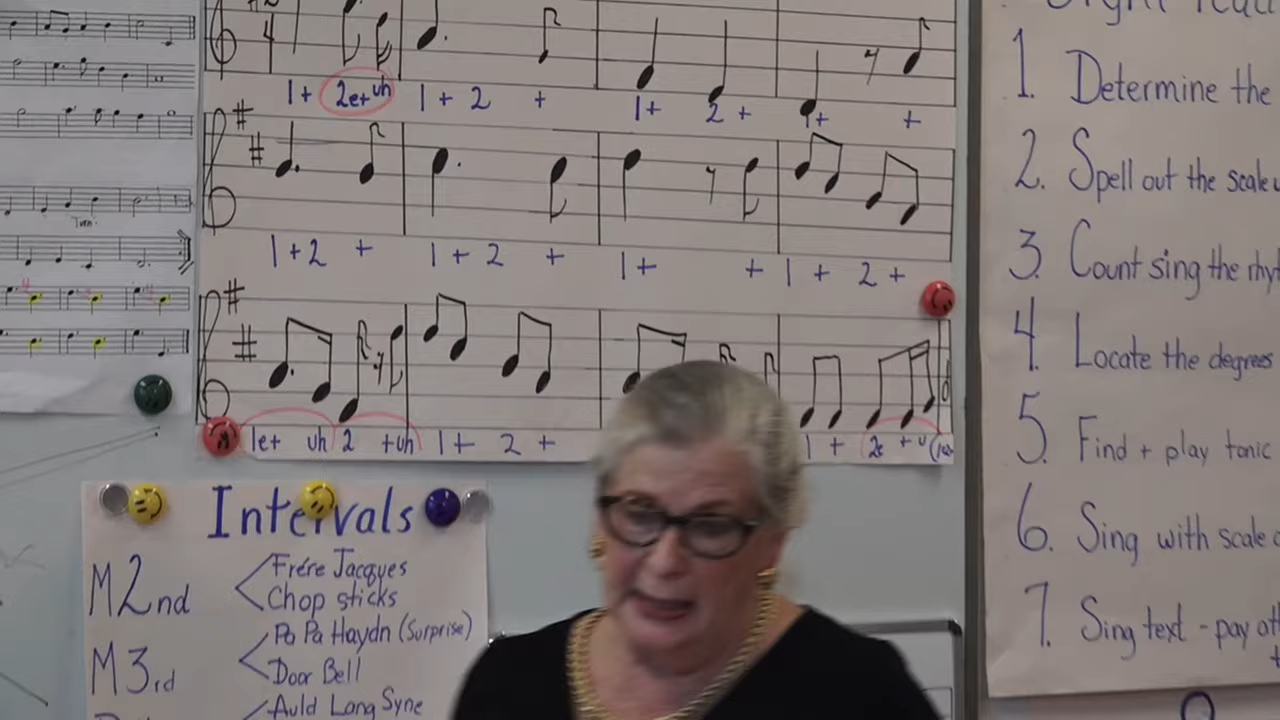 4
1+ 2e+uh 1 + 2 + 1+ 2 + 1+ +
1+2 + 1 + 2 + 1+ + 1 + 2 +
1e+ uh 2 +uh 1+ 2 + 1 + 2e +
Intervals
M2nd
Frére Jacques
Chop sticks
M3rd
Pa Pa Haydn (Surprise)
Door Bell
Auld Lang Syne
1. Determine the
2. Spell out the scale
3. Count sing the
4. Locate the degrees
5. Find + play tonic
6. Sing with scale
7. Sing text - pay